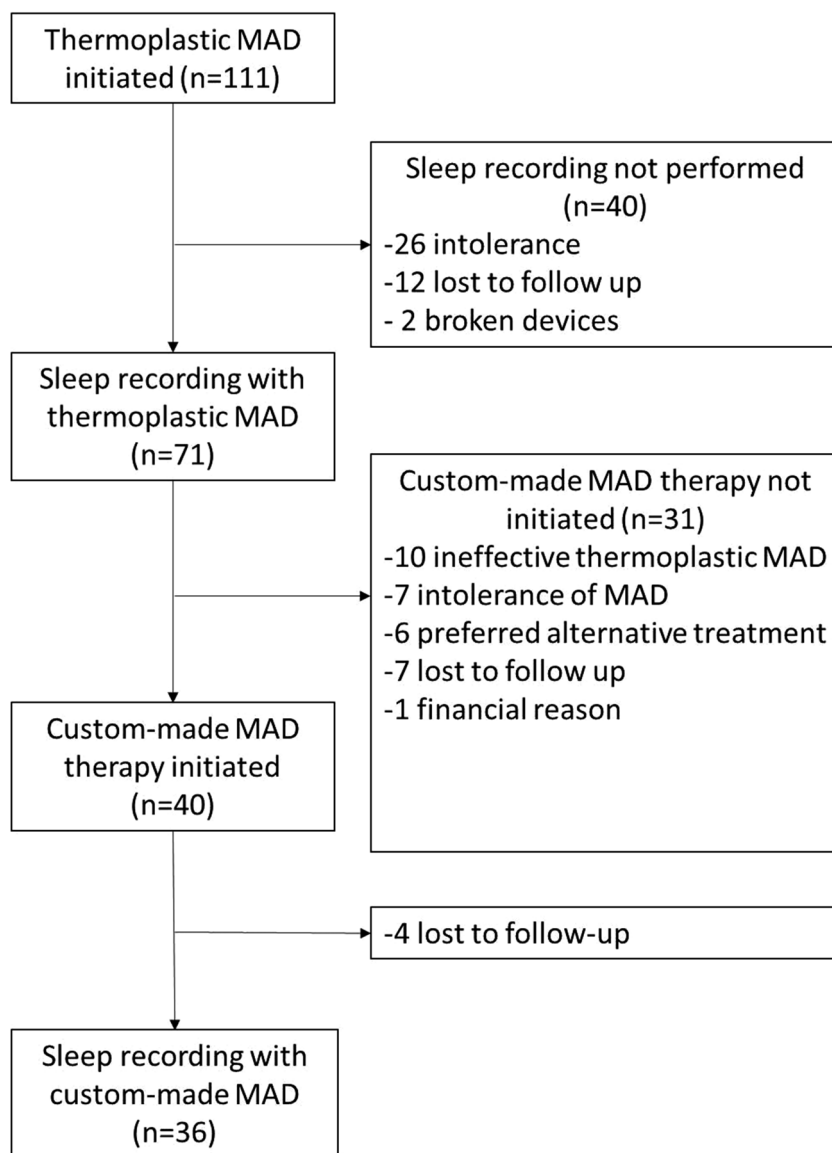 Thermoplastic MAD
initiated (n=111)
Sleep recording not performed
(n=40)
-26 intolerance
-12 lost to follow up
- 2 broken devices
Sleep recording with
thermoplastic MAD
(n=71)
Custom-made MAD therapy not
initiated (n=31)
-10 ineffective thermoplastic MAD
-7 intolerance of MAD
-6 preferred alternative treatment
-7 lost to follow up
-1 financial reason
Custom-made MAD
therapy initiated
(n=40)
-4 lost to follow-up
Sleep recording with
custom-made MAD
(n=36)